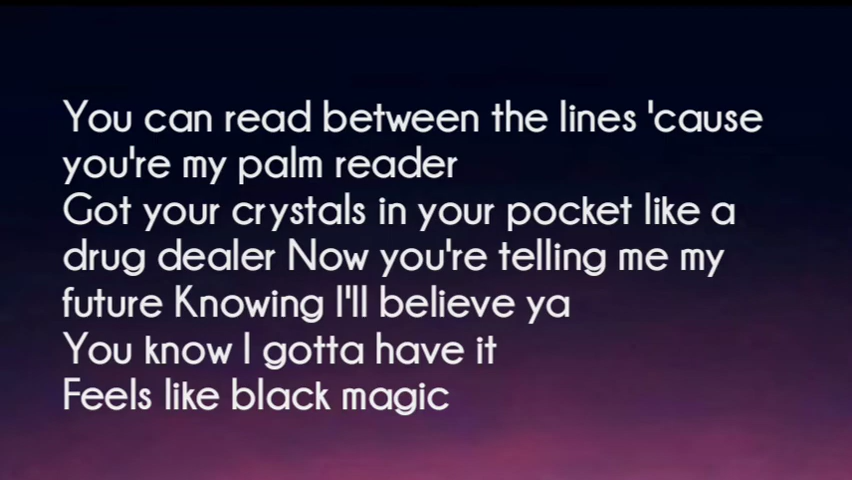 You can read between the lines 'cause
you're my palm reader
Got your crystals in your pocket like a
drug dealer Now you're telling me my
future Knowing I'll believe ya
You know I gotta have it
Feels like black magic